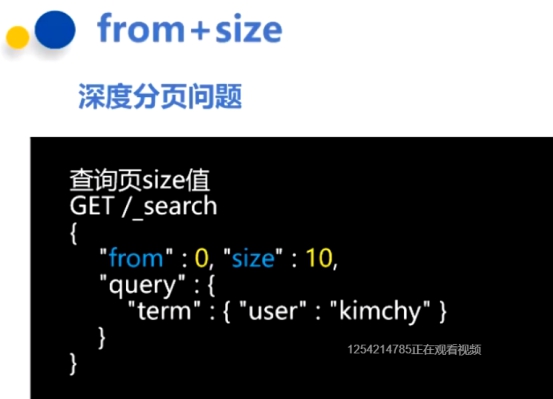 from+size
深度分页问题
查询页size值
GET /_search
{
"from" : 0, "size" : 10,
"query" : {
"term" : { "user" : "kimchy" }
}
1254214785正在观看视频
}